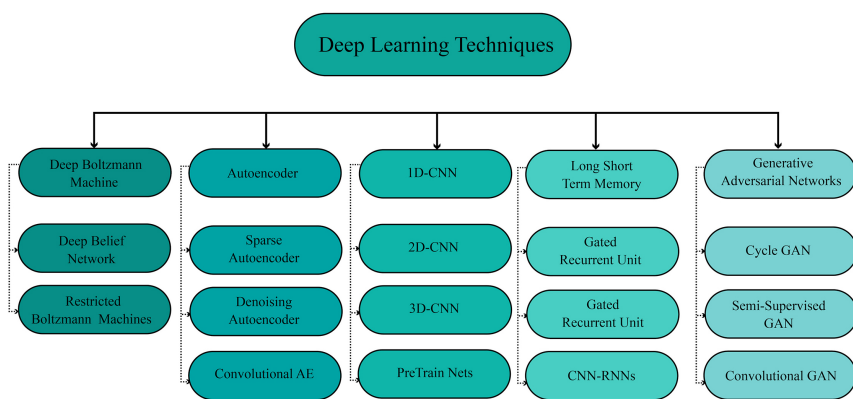 Deep Learning Techniques
Deep Boltzmann
Machine
Autoencoder
1D-CNN
Long Short
Term Memory
Generative
Adversarial Networks
Deep Belief
Network
Sparse
Autoencoder
2D-CNN
Gated
Recurrent Unit
Cycle GAN
Restricted
Boltzmann Machines
Denoising
Autoencoder
3D-CNN
Gated
Recurrent Unit
Semi-Supervised
GAN
Convolutional AE
PreTrain Nets
CNN-RNNs
Convolutional GAN